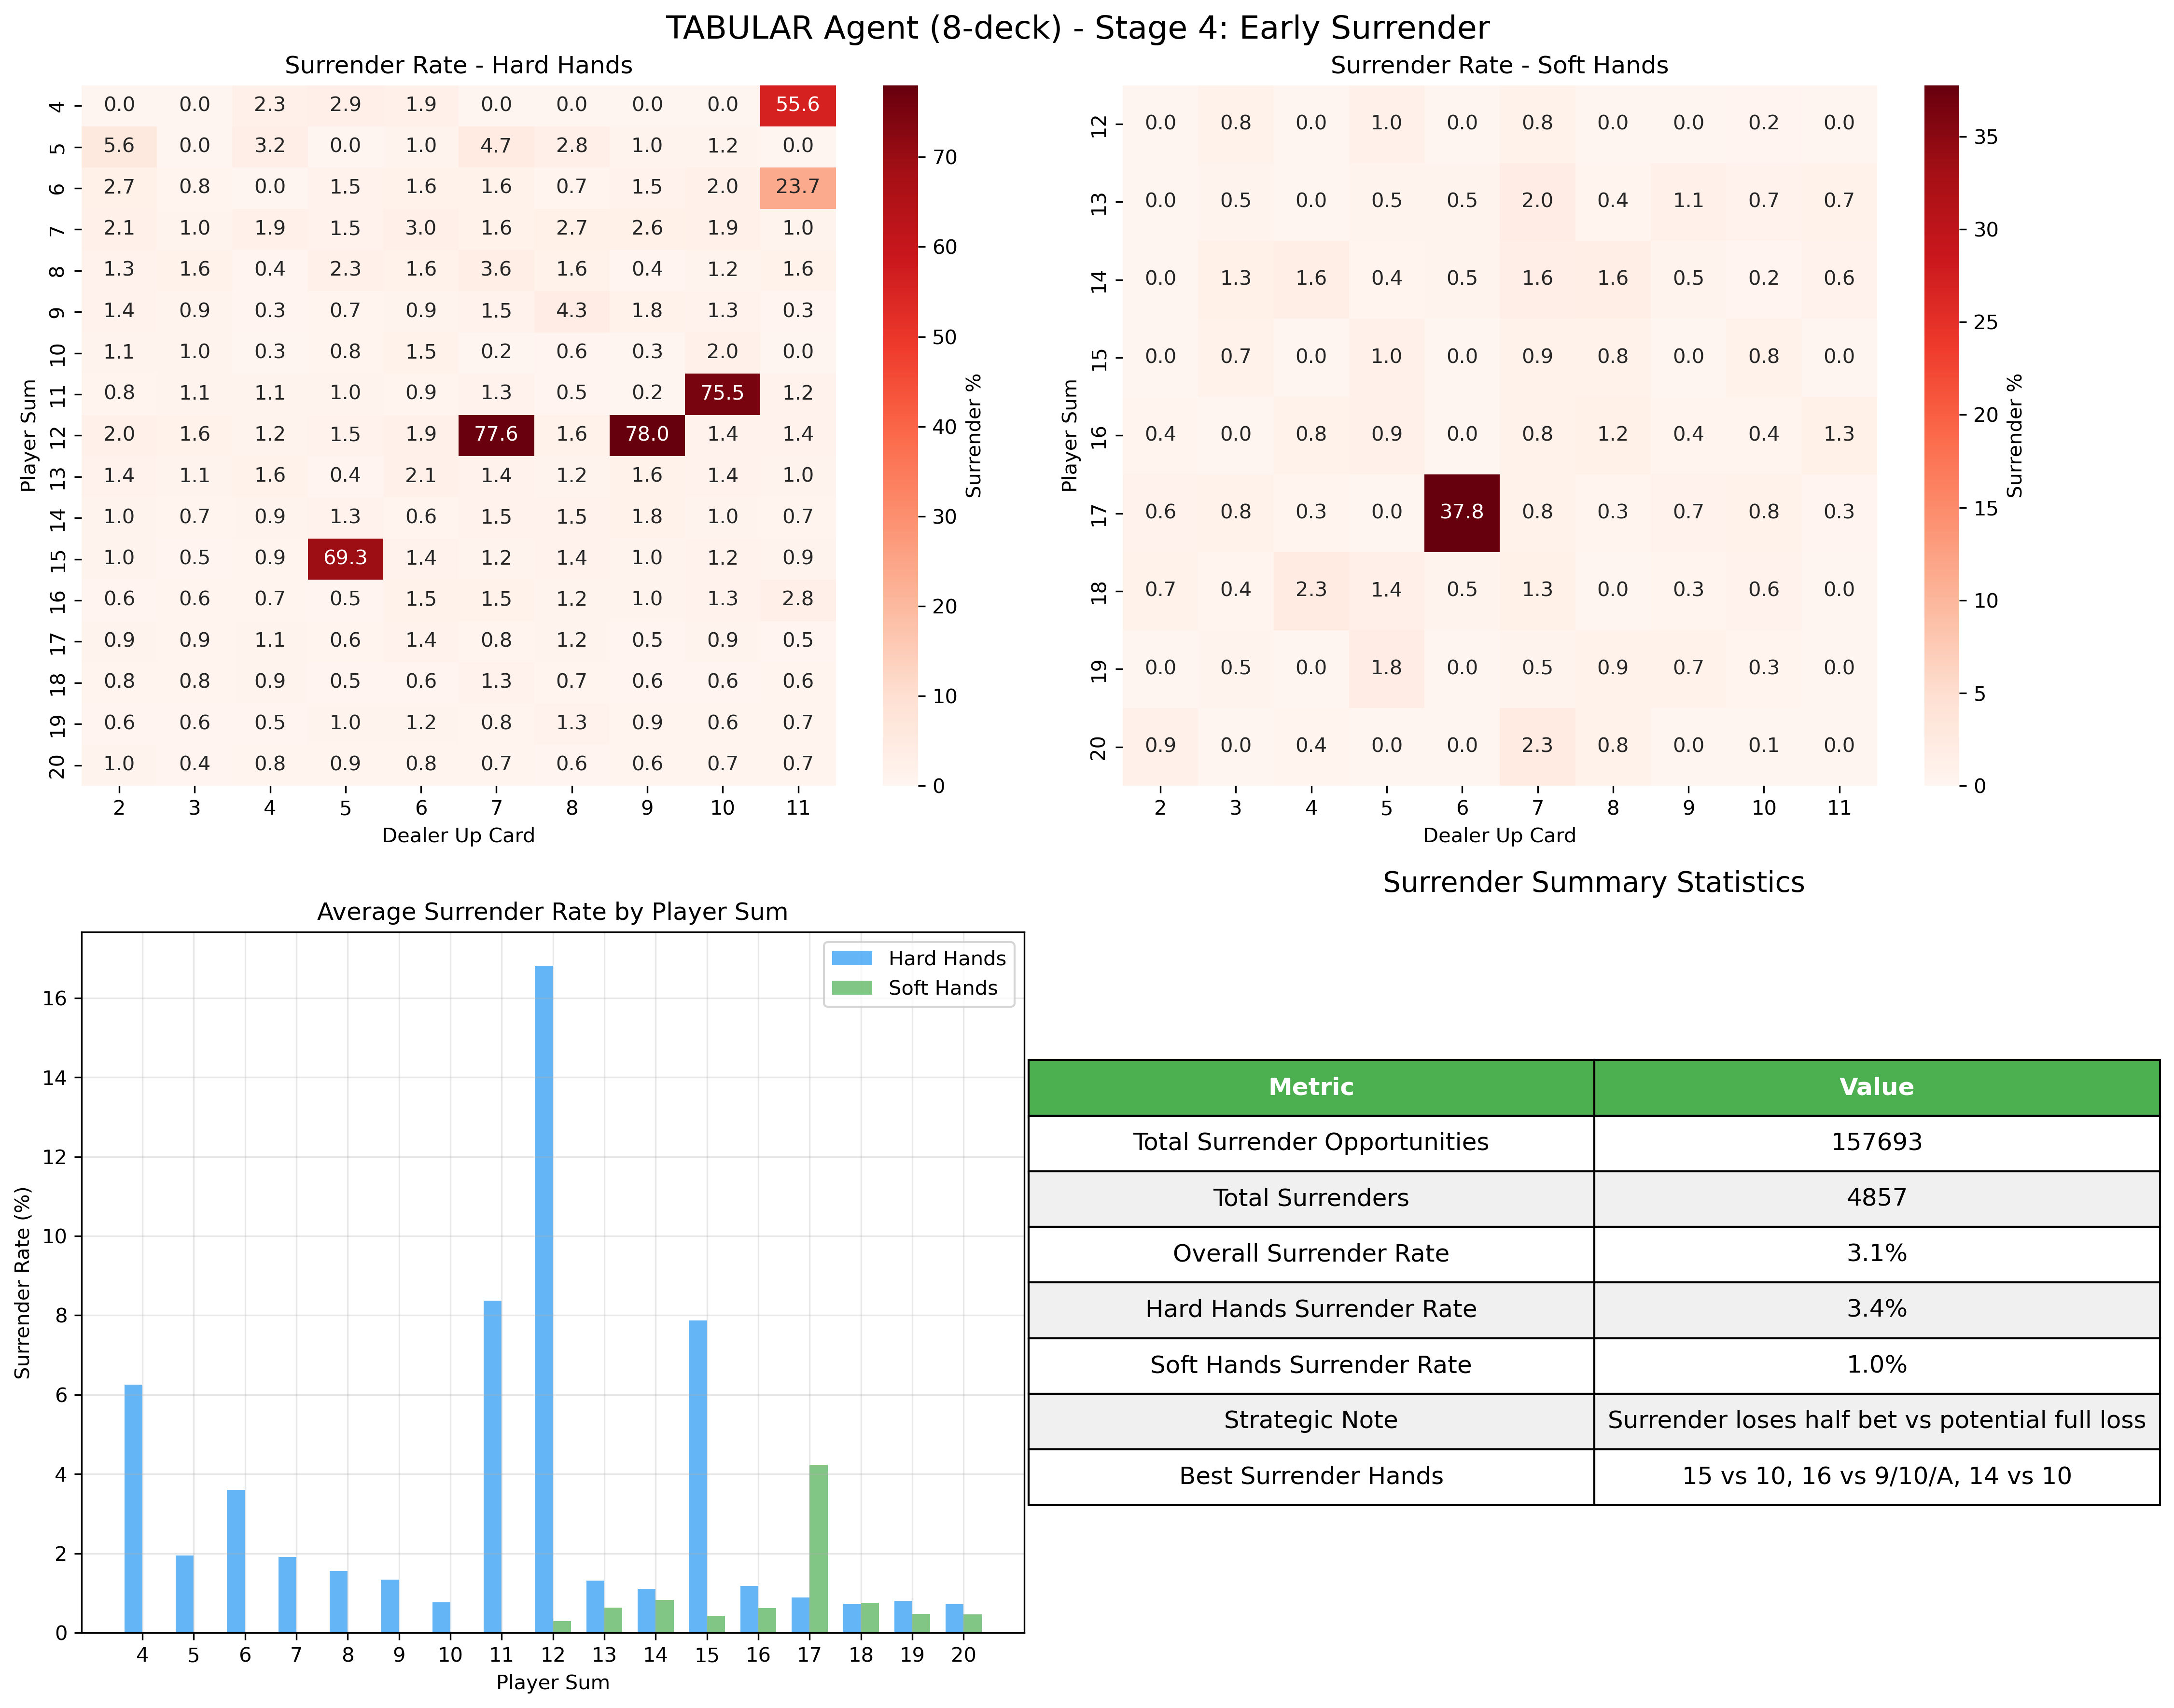 TABULAR Agent (8-deck) - Stage 4: Early Surrender
Surrender Rate - Hard Hands
4 0.0 0.0 2.3 2.9 1.9 0.0 0.0 0.0 0.0 55.6
5 5.6 0.0 3.2 0.0 1.0 4.7 2.8 1.0 1.2 0.0
6 2.7 0.8 0.0 1.5 1.6 1.6 0.7 1.5 2.0 23.7
7 2.1 1.0 1.9 1.5 3.0 1.6 2.7 2.6 1.9 1.0
8 1.3 1.6 0.4 2.3 1.6 3.6 1.6 0.4 1.2 1.6
9 1.4 0.9 0.3 0.7 0.9 1.5 4.3 1.8 1.3 0.3
10 1.1 1.0 0.3 0.8 1.5 0.2 0.6 0.3 2.0 0.0
11 0.8 1.1 1.1 1.0 0.9 1.3 0.5 0.2 75.5 1.2
12 2.0 1.6 1.2 1.5 1.9 77.6 1.6 78.0 1.4 1.4
13 1.4 1.1 1.6 0.4 2.1 1.4 1.2 1.6 1.4 1.0
14 1.0 0.7 0.9 1.3 0.6 1.5 1.5 1.8 1.0 0.7
15 1.0 0.5 0.9 69.3 1.4 1.2 1.4 1.0 1.2 0.9
16 0.6 0.6 0.7 0.5 1.5 1.5 1.2 1.0 1.3 2.8
17 0.9 0.9 1.1 0.6 1.4 0.8 1.2 0.5 0.9 0.5
18 0.8 0.8 0.9 0.5 0.6 1.3 0.7 0.6 0.6 0.6
19 0.6 0.6 0.5 1.0 1.2 0.8 1.3 0.9 0.6 0.7
20 1.0 0.4 0.8 0.9 0.8 0.7 0.6 0.6 0.7 0.7
2 3 4 5 6 7 8 9 10 11
Dealer Up Card
Player Sum
70
60
50
40
30
20
10
0
Surrender %
Surrender Rate - Soft Hands
12 0.0 0.8 0.0 1.0 0.0 0.8 0.0 0.0 0.2 0.0
13 0.0 0.5 0.0 0.5 0.5 2.0 0.4 1.1 0.7 0.7
14 0.0 1.3 1.6 0.4 0.5 1.6 1.6 0.5 0.2 0.6
15 0.0 0.7 0.0 1.0 0.0 0.9 0.8 0.0 0.8 0.0
16 0.4 0.0 0.8 0.9 0.0 0.8 1.2 0.4 0.4 1.3
17 0.6 0.8 0.3 0.0 37.8 0.8 0.3 0.7 0.8 0.3
18 0.7 0.4 2.3 1.4 0.5 1.3 0.0 0.3 0.6 0.0
19 0.0 0.5 0.0 1.8 0.0 0.5 0.9 0.7 0.3 0.0
20 0.9 0.0 0.4 0.0 0.0 2.3 0.8 0.0 0.1 0.0
2 3 4 5 6 7 8 9 10 11
Dealer Up Card
Player Sum
35
30
25
20
15
10
5
0
Surrender %
Average Surrender Rate by Player Sum
Hard Hands
Soft Hands
16
14
12
10
8
6
4
2
0
Surrender Rate (%)
4 5 6 7 8 9 10 11 12 13 14 15 16 17 18 19 20
Player Sum
Surrender Summary Statistics
Metric Value
Total Surrender Opportunities 157693
Total Surrenders 4857
Overall Surrender Rate 3.1%
Hard Hands Surrender Rate 3.4%
Soft Hands Surrender Rate 1.0%
Strategic Note Surrender loses half bet vs potential full loss
Best Surrender Hands 15 vs 10, 16 vs 9/10/A, 14 vs 10